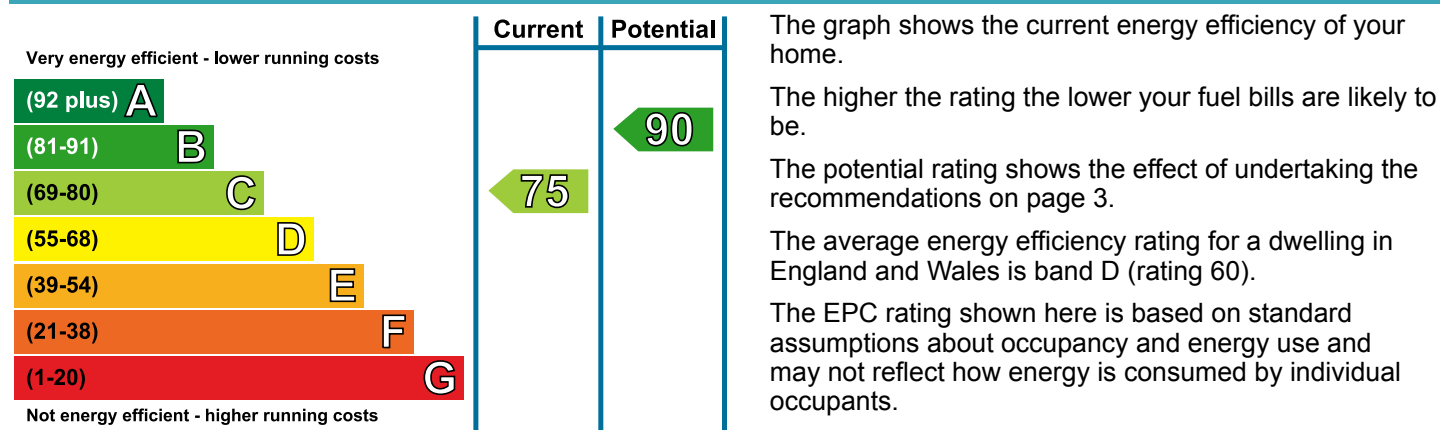 Current Potential
Very energy efficient - lower running costs
(92 plus) A
(81-91) B
(69-80) C
(55-68) D
(39-54) E
(21-38) F
(1-20) G
Not energy efficient - higher running costs
75
90
The graph shows the current energy efficiency of your
home.
The higher the rating the lower your fuel bills are likely to
be.
The potential rating shows the effect of undertaking the
recommendations on page 3.
The average energy efficiency rating for a dwelling in
England and Wales is band D (rating 60).
The EPC rating shown here is based on standard
assumptions about occupancy and energy use and
may not reflect how energy is consumed by individual
occupants.